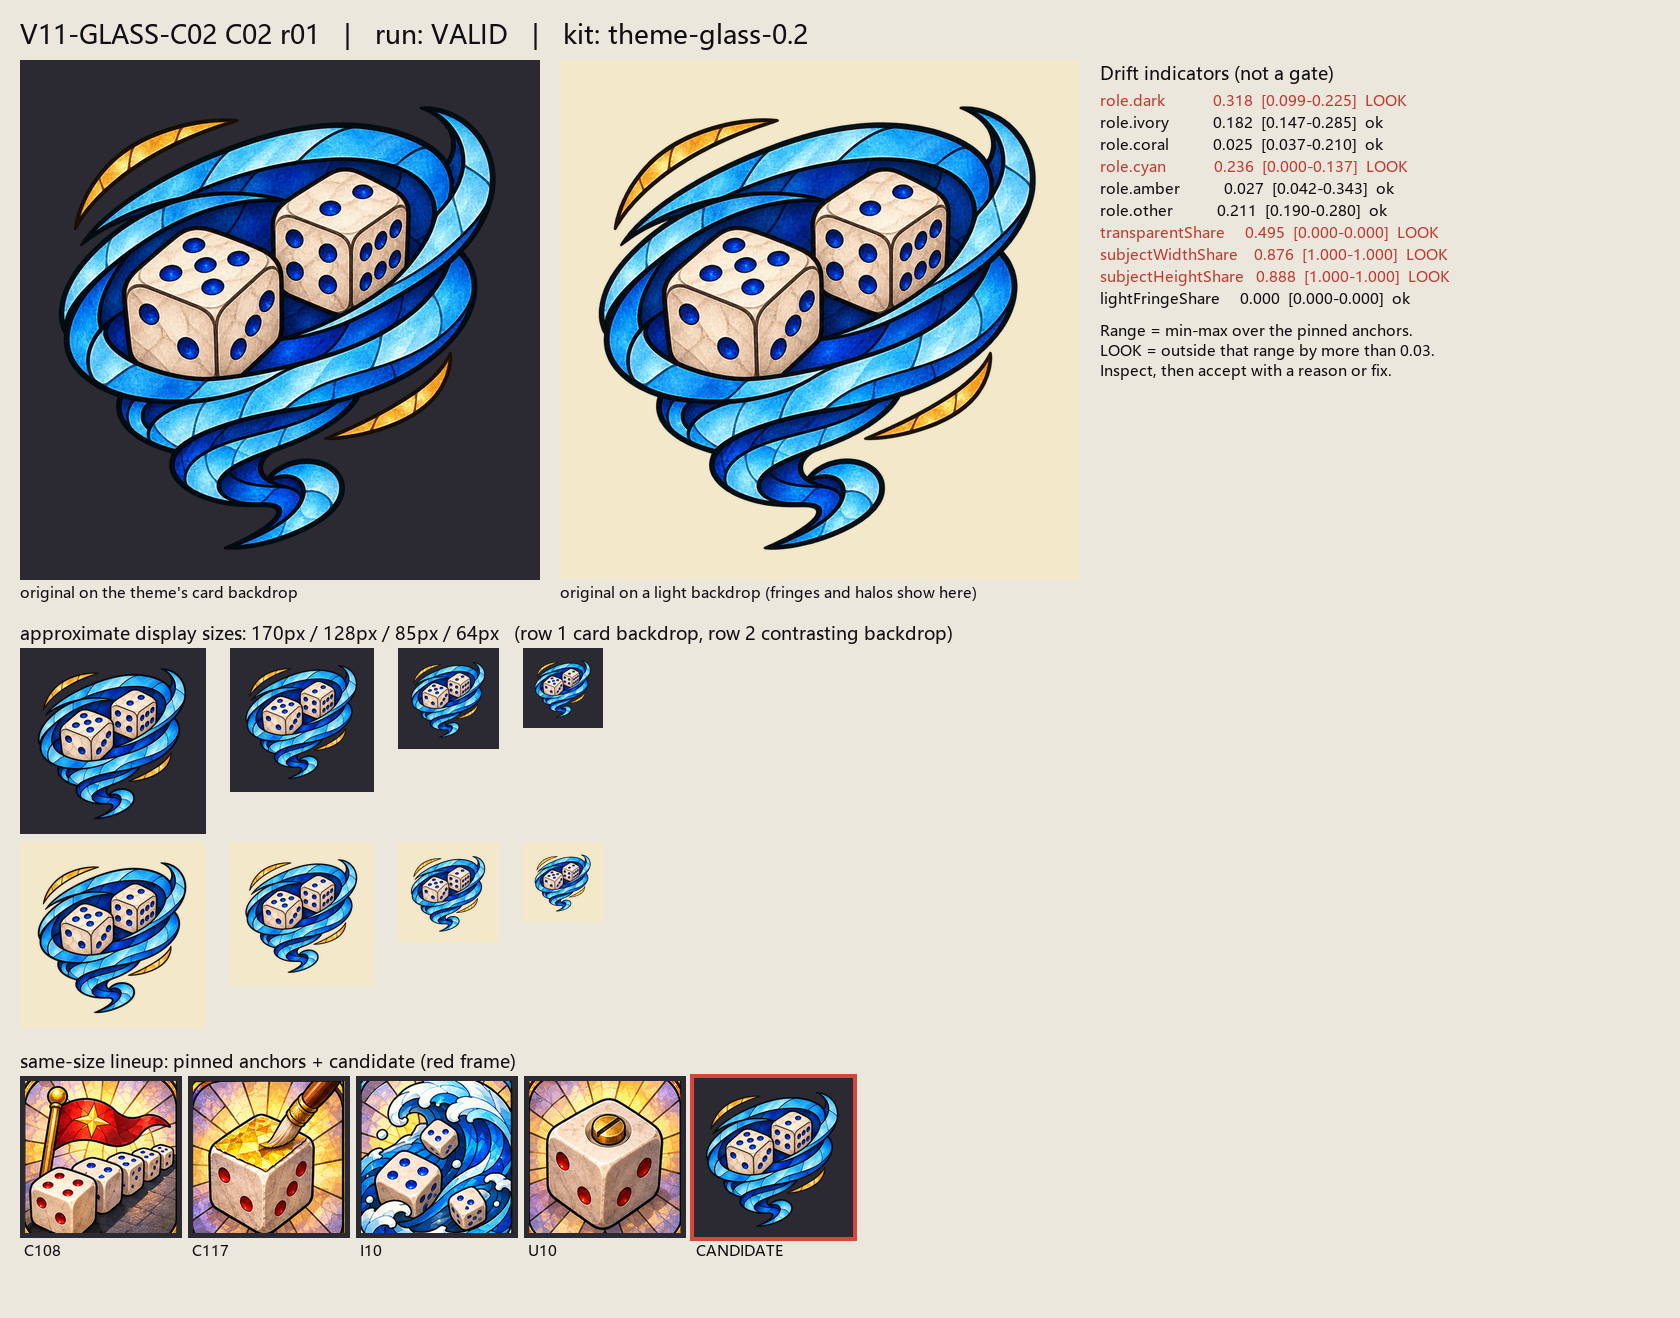 V11-GLASS-C02 C02 r01 | run: VALID | kit: theme-glass-0.2
Drift indicators (not a gate)
role.dark 0.318 [0.099-0.225] LOOK
role.ivory 0.182 [0.147-0.285] ok
role.coral 0.025 [0.037-0.210] ok
role.cyan 0.236 [0.000-0.137] LOOK
role.amber 0.027 [0.042-0.343] ok
role.other 0.211 [0.190-0.280] ok
transparentShare 0.495 [0.000-0.000] LOOK
subjectWidthShare 0.876 [1.000-1.000] LOOK
subjectHeightShare 0.888 [1.000-1.000] LOOK
lightFringeShare 0.000 [0.000-0.000] ok
Range = min-max over the pinned anchors.
LOOK = outside that range by more than 0.03.
Inspect, then accept with a reason or fix.
original on the theme's card backdrop
original on a light backdrop (fringes and halos show here)
approximate display sizes: 170px / 128px / 85px / 64px (row 1 card backdrop, row 2 contrasting backdrop)
same-size lineup: pinned anchors + candidate (red frame)
C108
C117
I10
U10
CANDIDATE